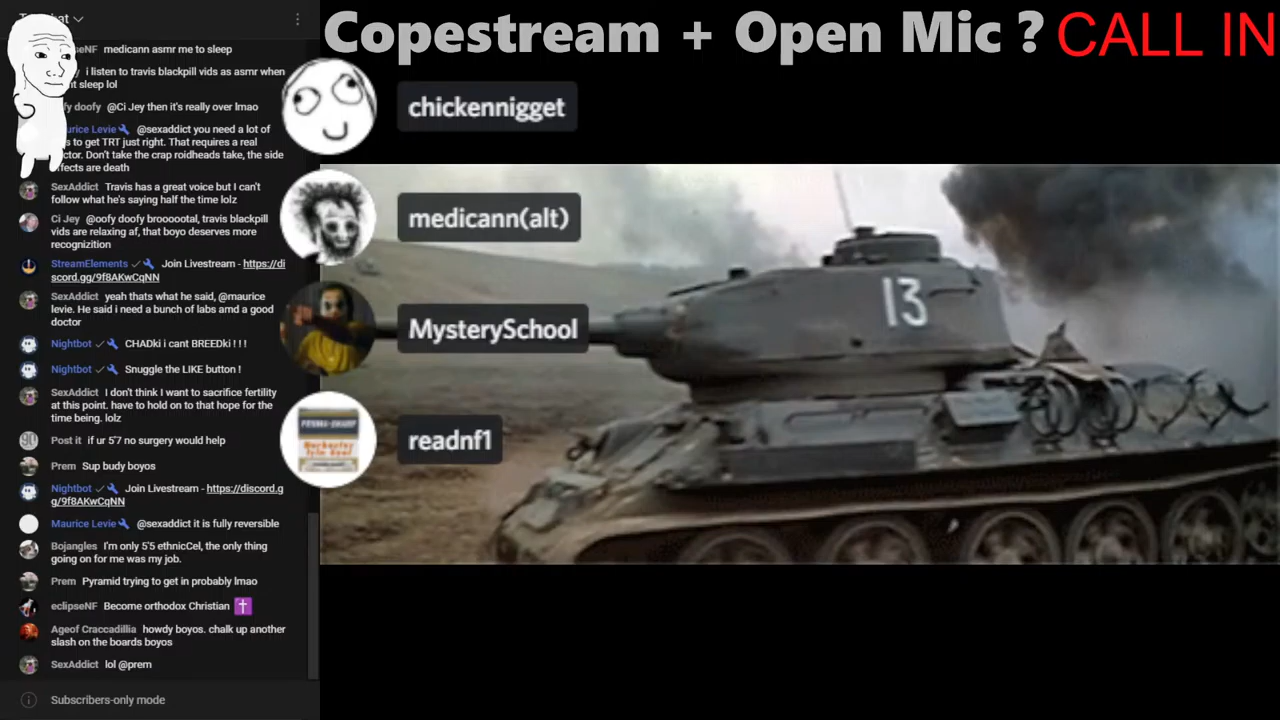 Copestream + Open Mic ? CALL IN
chat
seNF medicann asmr me to sleep
i listen to travis blackpill vids as asmr when
nt sleep lol
fy doofy @Ci Jey then it's really over lmao
urice Levie @sexaddict you need a lot of
s to get TRT just right. That requires a real
ctor. Don't take the crap roidheads take, the side
ffects are death
SexAddict Travis has a great voice but I can't
follow what he's saying half the time lolz
Ci Jey @oofy doofy broooootal, travis blackpill
vids are relaxing af, that boyo deserves more
recognizition
StreamElements Join Livestream - https://di
scord.gg/9f8AKwCqNN
SexAddict yeah thats what he said, @maurice
levie. He said i need a bunch of labs amd a good
doctor
Nightbot CHADki i cant BREEDki ! ! !
Nightbot Snuggle the LIKE button !
SexAddict I don't think I want to sacrifice fertility
at this point. have to hold on to that hope for the
time being. lolz
Post it if ur 5'7 no surgery would help
Prem Sup budy boyos
Nightbot Join Livestream - https://discord.g
g/9f8AKwCqNN
Maurice Levie @sexaddict it is fully reversible
Bojangles I'm only 5'5 ethnicCel, the only thing
going on for me was my job.
Prem Pyramid trying to get in probably lmao
eclipseNF Become orthodox Christian
Ageof Craccadillia howdy boyos. chalk up another
slash on the boards boyos
SexAddict lol @prem
Subscribers-only mode
chickennigget
medicann(alt)
MysterySchool
readnf1
13